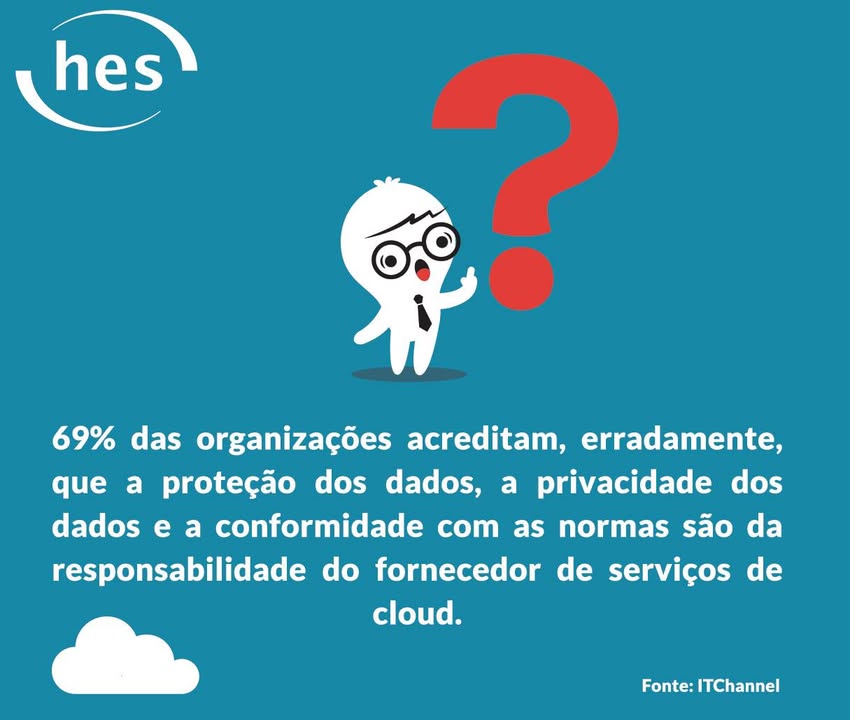 hes
69% das organizações acreditam, erradamente,
que a proteção dos dados, a privacidade dos
dados e a conformidade com as normas são da
responsabilidade do fornecedor de serviços de
cloud.
Fonte: ITChannel